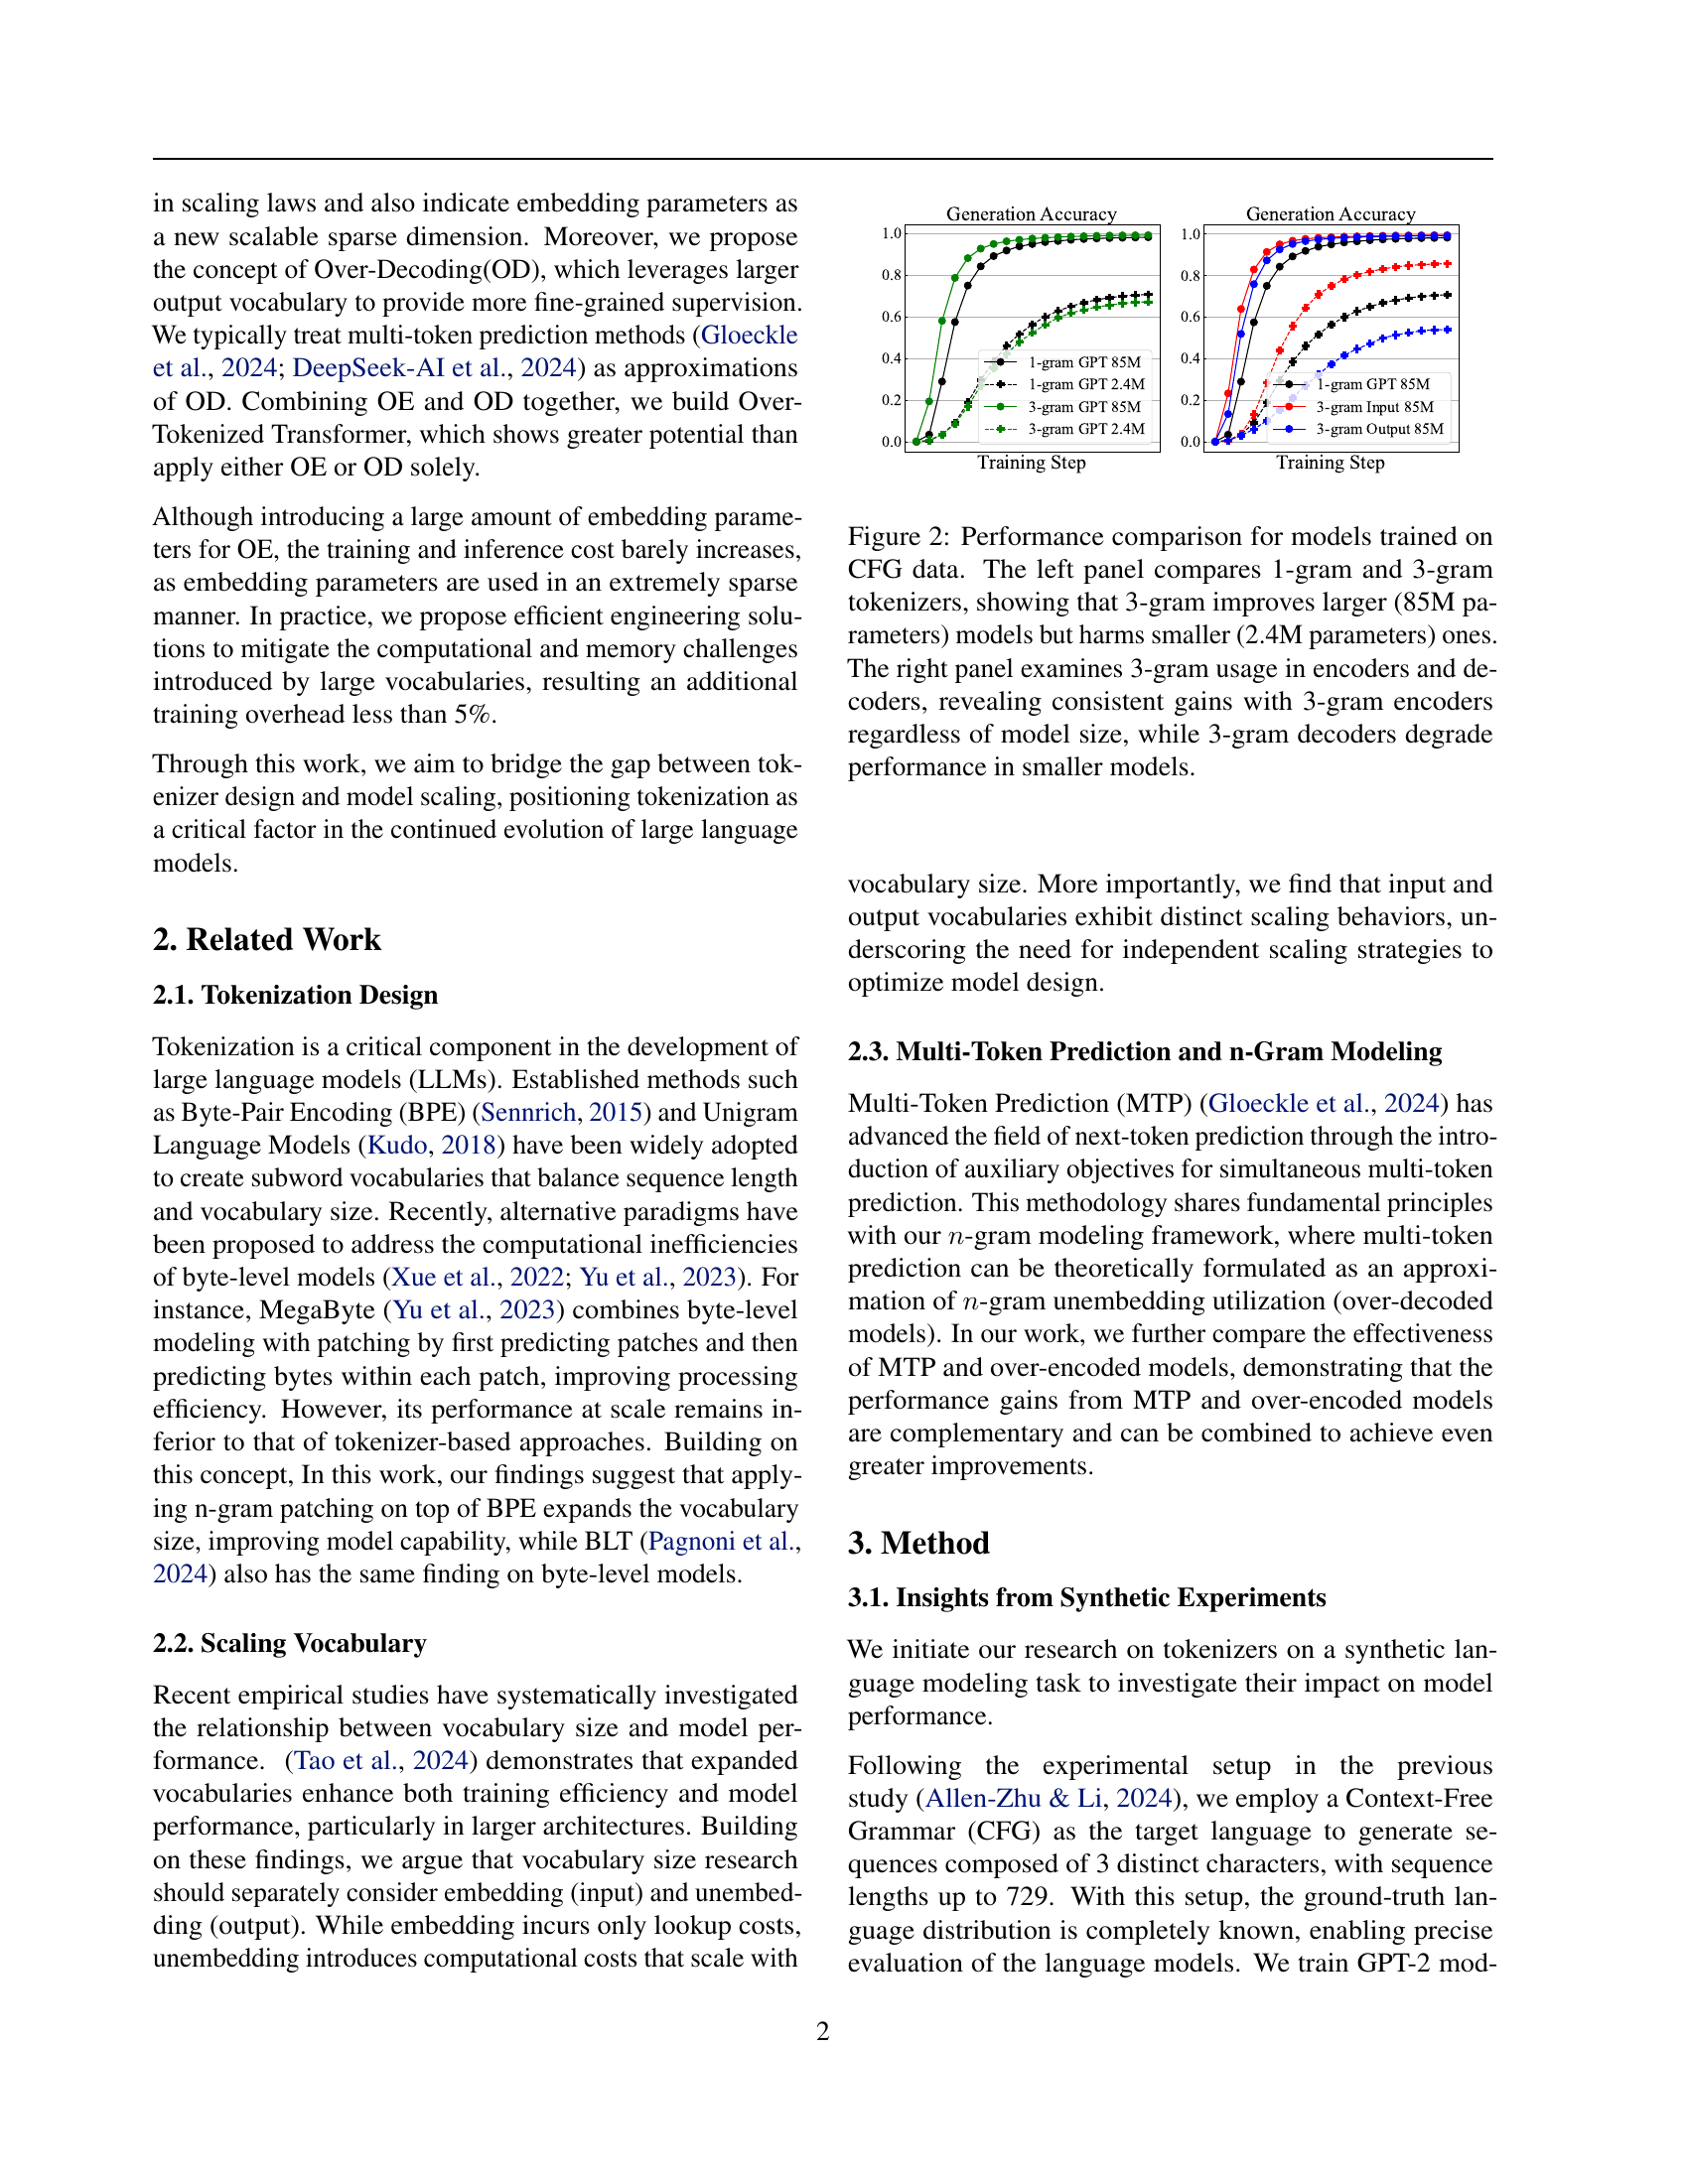 in scaling laws and also indicate embedding parameters as
a new scalable sparse dimension. Moreover, we propose
the concept of Over-Decoding(OD), which leverages larger
output vocabulary to provide more fine-grained supervision.
We typically treat multi-token prediction methods (Gloeckle
et al., 2024; DeepSeek-AI et al., 2024) as approximations
of OD. Combining OE and OD together, we build Over-
Tokenized Transformer, which shows greater potential than
apply either OE or OD solely.
Although introducing a large amount of embedding parame-
ters for OE, the training and inference cost barely increases,
as embedding parameters are used in an extremely sparse
manner. In practice, we propose efficient engineering solu-
tions to mitigate the computational and memory challenges
introduced by large vocabularies, resulting an additional
training overhead less than 5%.
Through this work, we aim to bridge the gap between tok-
enizer design and model scaling, positioning tokenization as
a critical factor in the continued evolution of large language
models.
2. Related Work
2.1. Tokenization Design
Tokenization is a critical component in the development of
large language models (LLMs). Established methods such
as Byte-Pair Encoding (BPE) (Sennrich, 2015) and Unigram
Language Models (Kudo, 2018) have been widely adopted
to create subword vocabularies that balance sequence length
and vocabulary size. Recently, alternative paradigms have
been proposed to address the computational inefficiencies
of byte-level models (Xue et al., 2022; Yu et al., 2023). For
instance, MegaByte (Yu et al., 2023) combines byte-level
modeling with patching by first predicting patches and then
predicting bytes within each patch, improving processing
efficiency. However, its performance at scale remains in-
ferior to that of tokenizer-based approaches. Building on
this concept, In this work, our findings suggest that apply-
ing n-gram patching on top of BPE expands the vocabulary
size, improving model capability, while BLT (Pagnoni et al.,
2024) also has the same finding on byte-level models.
2.2. Scaling Vocabulary
Recent empirical studies have systematically investigated
the relationship between vocabulary size and model per-
formance. (Tao et al., 2024) demonstrates that expanded
vocabularies enhance both training efficiency and model
performance, particularly in larger architectures. Building
on these findings, we argue that vocabulary size research
should separately consider embedding (input) and unembed-
ding (output). While embedding incurs only lookup costs,
unembedding introduces computational costs that scale with
Generation Accuracy
1.0
0.8
0.6
0.4
0.2
0.0
1-gram GPT 85M
1-gram GPT 2.4M
3-gram GPT 85M
3-gram GPT 2.4M
Training Step
Generation Accuracy
1.0
0.8
0.6
0.4
0.2
0.0
1-gram GPT 85M
3-gram Input 85M
3-gram Output 85M
Training Step
Figure 2: Performance comparison for models trained on
CFG data. The left panel compares 1-gram and 3-gram
tokenizers, showing that 3-gram improves larger (85M pa-
rameters) models but harms smaller (2.4M parameters) ones.
The right panel examines 3-gram usage in encoders and de-
coders, revealing consistent gains with 3-gram encoders
regardless of model size, while 3-gram decoders degrade
performance in smaller models.
vocabulary size. More importantly, we find that input and
output vocabularies exhibit distinct scaling behaviors, un-
derscoring the need for independent scaling strategies to
optimize model design.
2.3. Multi-Token Prediction and n-Gram Modeling
Multi-Token Prediction (MTP) (Gloeckle et al., 2024) has
advanced the field of next-token prediction through the intro-
duction of auxiliary objectives for simultaneous multi-token
prediction. This methodology shares fundamental principles
with our n-gram modeling framework, where multi-token
prediction can be theoretically formulated as an approxi-
mation of n-gram unembedding utilization (over-decoded
models). In our work, we further compare the effectiveness
of MTP and over-encoded models, demonstrating that the
performance gains from MTP and over-encoded models
are complementary and can be combined to achieve even
greater improvements.
3. Method
3.1. Insights from Synthetic Experiments
We initiate our research on tokenizers on a synthetic lan-
guage modeling task to investigate their impact on model
performance.
Following the experimental setup in the previous
study (Allen-Zhu & Li, 2024), we employ a Context-Free
Grammar (CFG) as the target language to generate se-
quences composed of 3 distinct characters, with sequence
lengths up to 729. With this setup, the ground-truth lan-
guage distribution is completely known, enabling precise
evaluation of the language models. We train GPT-2 mod-
2